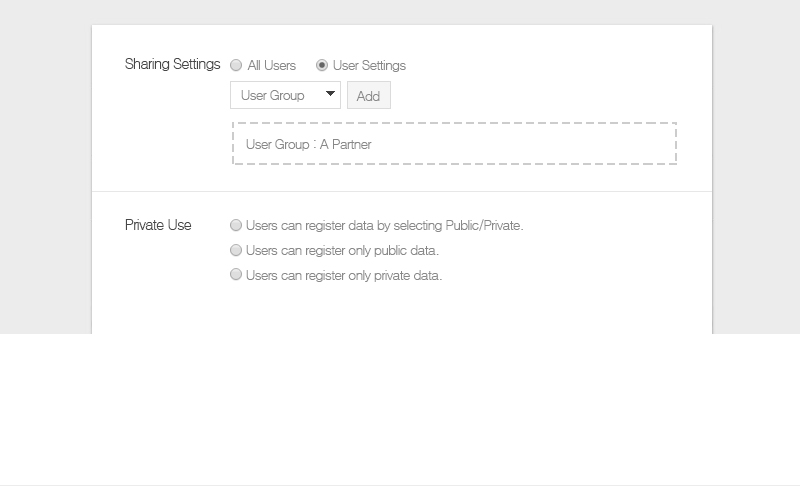 Sharing Settings All Users User Settings
User Group Add
User Group : A Partner
Private Use Users can register data by selecting Public/Private.
Users can register only public data.
Users can register only private data.